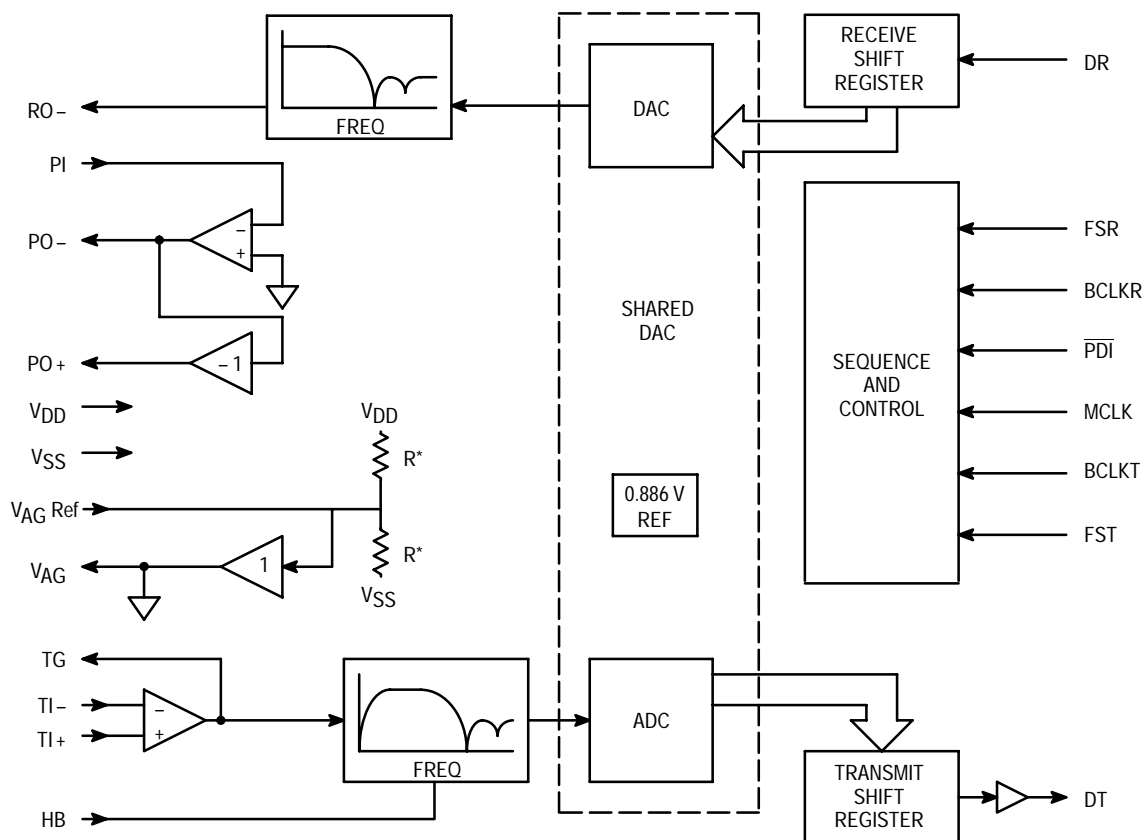 RO –
FREQ
DAC
RECEIVE
SHIFT
REGISTER
DR
PI
PO –
–
+
PO +
– 1
SHARED
DAC
SEQUENCE
AND
CONTROL
FSR
BCLKR
PDI
MCLK
BCLKT
FST
VDD
VSS
VAG Ref
VAG
1
VDD
R*
R*
VSS
0.886 V
REF
TG
TI –
TI +
–
+
HB
FREQ
ADC
TRANSMIT
SHIFT
REGISTER
DT